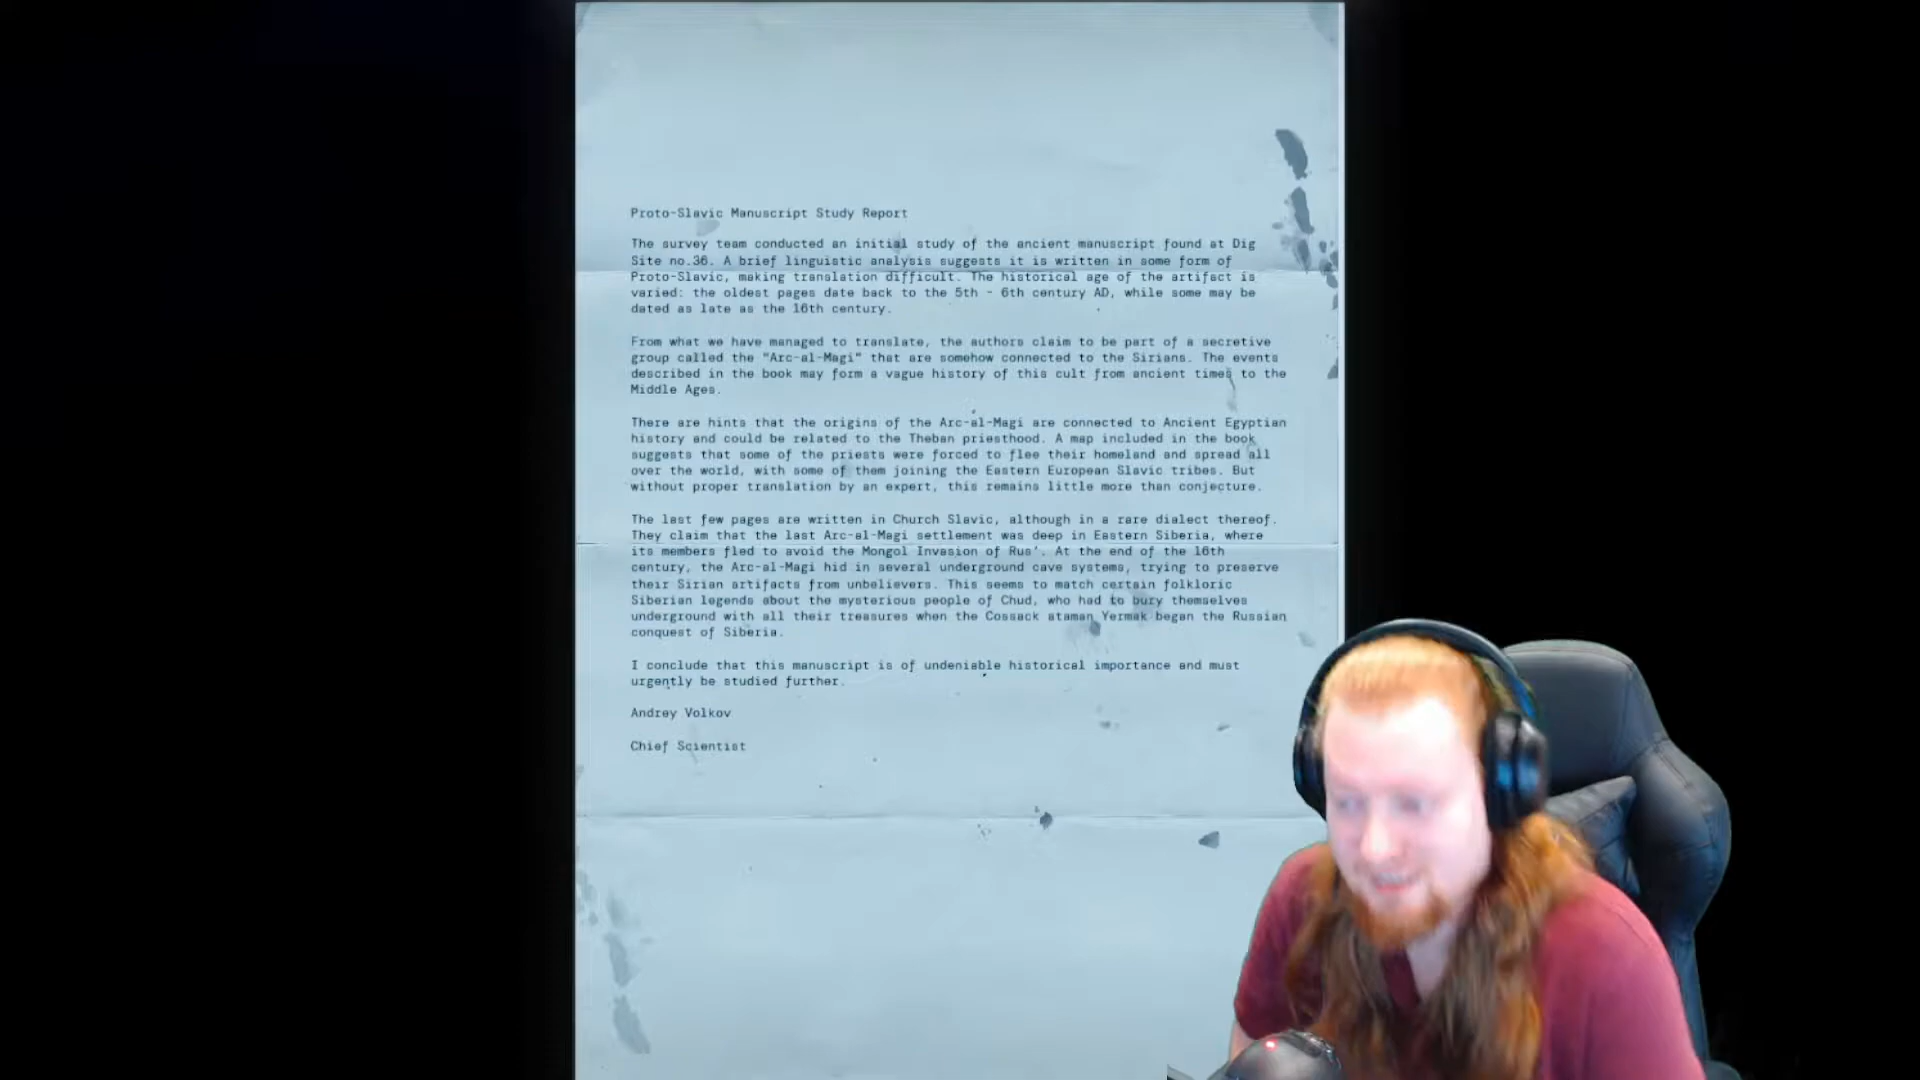 Proto-Slavic Manuscript Study Report
The survey team conducted an initial study of the ancient manuscript found at Dig
Site no.36. A brief linguistic analysis suggests it is written in some form of
Proto-Slavic, making translation difficult. The historical age of the artifact is
varied: the oldest pages date back to the 5th - 6th century AD, while some may be
dated as late as the 16th century.
From what we have managed to translate, the authors claim to be part of a secretive
group called the "Arc-al-Magi" that are somehow connected to the Sirians. The events
described in the book may form a vague history of this cult from ancient times to the
Middle Ages.
There are hints that the origins of the Arc-al-Magi are connected to Ancient Egyptian
history and could be related to the Theban priesthood. A map included in the book
suggests that some of the priests were forced to flee their homeland and spread all
over the world, with some of them joining the Eastern European Slavic tribes. But
without proper translation by an expert, this remains little more than conjecture.
The last few pages are written in Church Slavic, although in a rare dialect thereof.
They claim that the last Arc-al-Magi settlement was deep in Eastern Siberia, where
its members fled to avoid the Mongol Invasion of Rus'. At the end of the 16th
century, the Arc-al-Magi hid in several underground cave systems, trying to preserve
their Sirian artifacts from unbelievers. This seems to match certain folkloric
Siberian legends about the mysterious people of Chud, who had to bury themselves
underground with all their treasures when the Cossack ataman Yermak began the Russian
conquest of Siberia.
I conclude that this manuscript is of undeniable historical importance and must
urgently be studied further.
Andrey Volkov
Chief Scientist